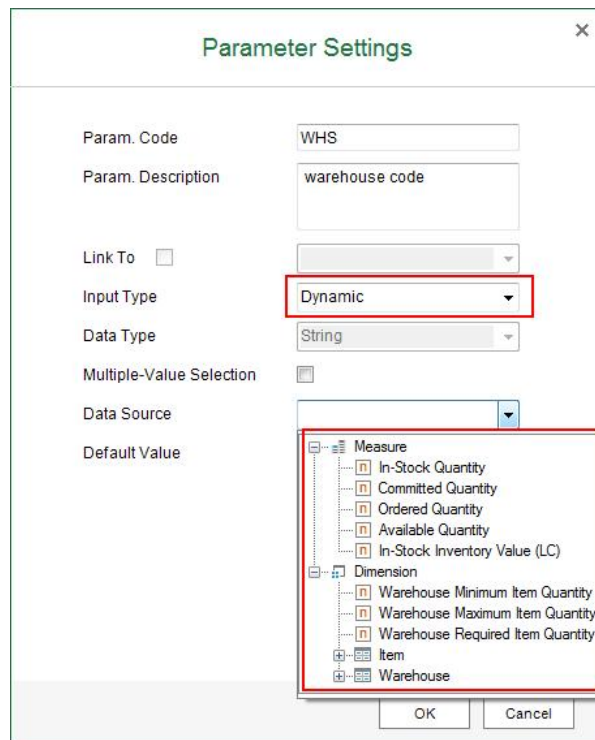 Parameter Settings
Param. Code
WHS
Param. Description
warehouse code
Link To
Input Type
Dynamic
Data Type
String
Multiple-Value Selection
Data Source
Default Value
Measure
In-Stock Quantity
Committed Quantity
Ordered Quantity
Available Quantity
In-Stock Inventory Value (LC)
Dimension
Warehouse Minimum Item Quantity
Warehouse Maximum Item Quantity
Warehouse Required Item Quantity
Item
Warehouse
OK
Cancel